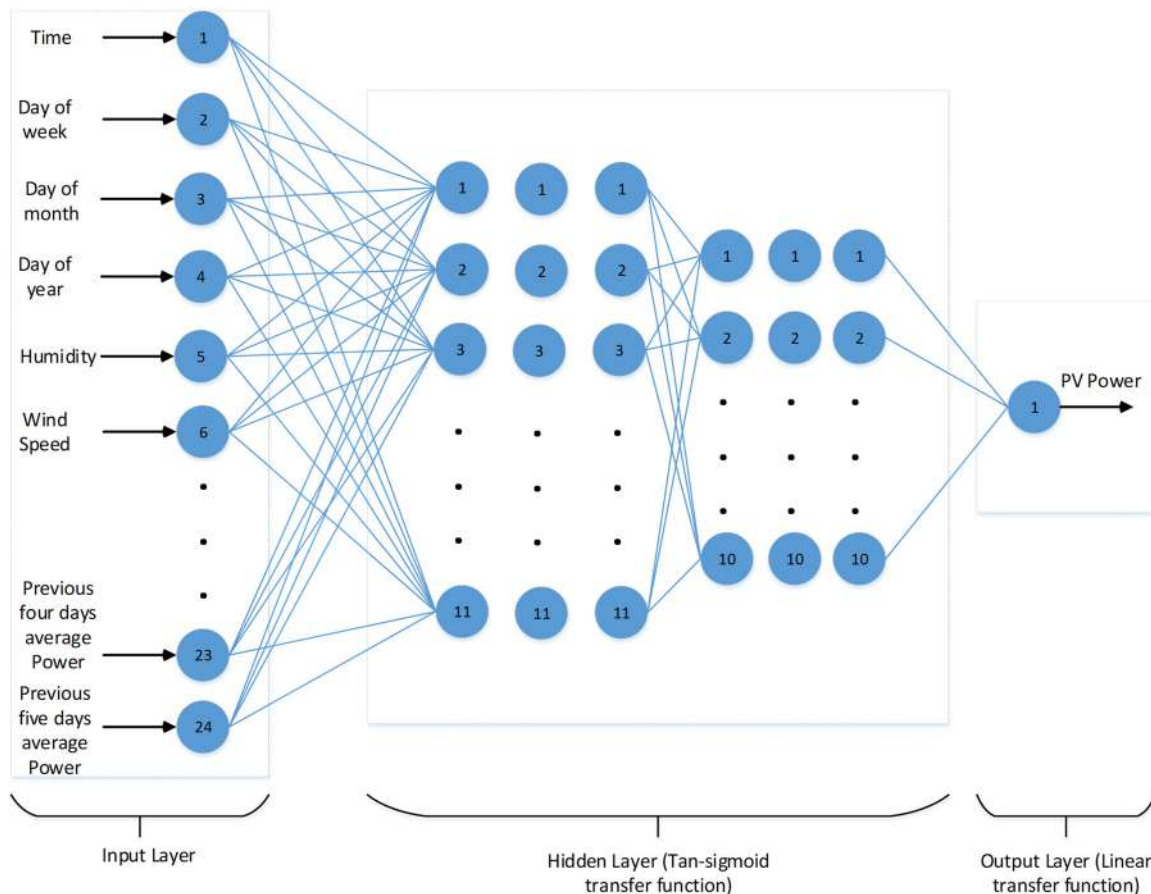 Time
1
Day of
week
2
Day of
month
3
Day of
year
4
Humidity
5
Wind
Speed
6
Previous
four days
average
Power
23
Previous
five days
average
Power
24
1 1 1
2 2 2
3 3 3
11 11 11
1 1 1
2 2 2
10 10 10
1
PV Power
Input Layer
Hidden Layer (Tan-sigmoid
transfer function)
Output Layer (Linear
transfer function)